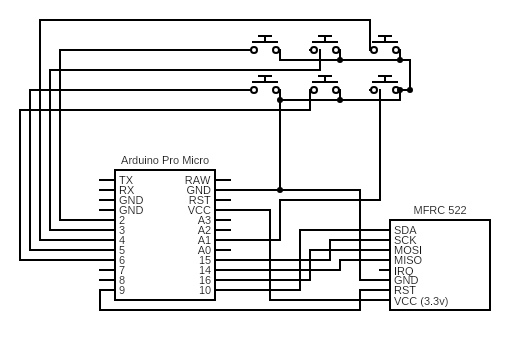 Arduino Pro Micro
TX RAW
RX GND
GND RST
GND VCC
2 A3
3 A2
4 A1
5 A0
6 15
7 14
8 16
9 10
MFRC 522
SDA
SCK
MOSI
MISO
IRQ
GND
RST
VCC (3.3v)